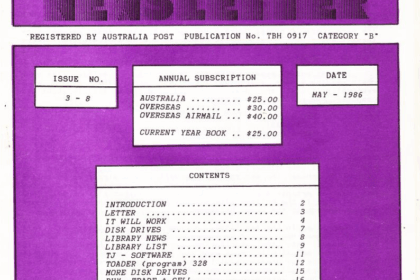 NEWSLETTER
REGISTERED BY AUSTRALIA POST PUBLICATION No. TBH 0917 CATEGORY "B"
ISSUE NO.
3 - 8
ANNUAL SUBSCRIPTION
AUSTRALIA .......... $25.00
OVERSEAS ....... ... $30.00
OVERSEAS AIRMAIL ... $40.00
CURRENT YEAR BOOK .. $25.00
DATE
MAY - 1986
CONTENTS
INTRODUCTION ...................... 2
LETTER ...................... 3
IT WILL WORK ...................... 4
DISK DRIVES ...................... 7
LIBRARY NEWS ...................... 8
LIBRARY LIST ...................... 9
TJ - SOFTWARE ...................... 11
TOADER (program) 328 .............. 12
MORE DISK DRIVES .................. 15